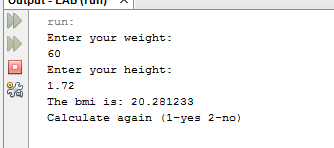 Output - LAB (run)
run:
Enter your weight:
60
Enter your height:
1.72
The bmi is: 20.281233
Calculate again (1-yes 2-no)